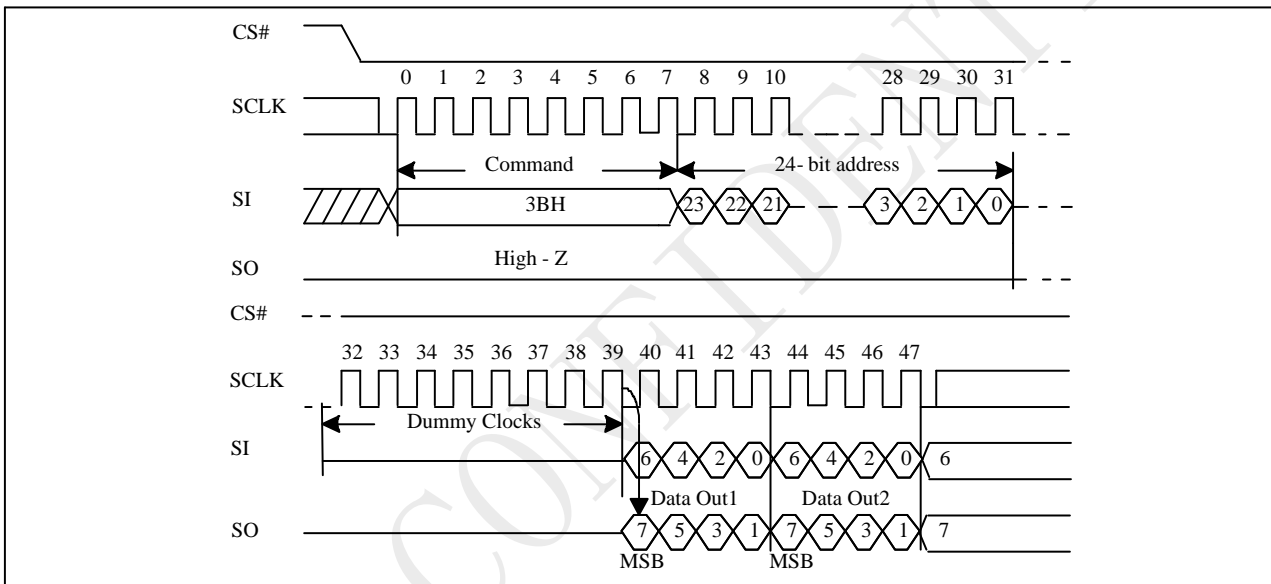 CS#
0 1 2 3 4 5 6 7 8 9 10 28 29 30 31
SCLK
Command 24- bit address
SI 3BH 23 22 21 3 2 1 0
High - Z
SO
CS#
32 33 34 35 36 37 38 39 40 41 42 43 44 45 46 47
SCLK
Dummy Clocks
SI 6 4 2 0 6 4 2 0 6
Data Out1 Data Out2
SO 7 5 3 1 7 5 3 1 7
MSB MSB
CONFIDENT